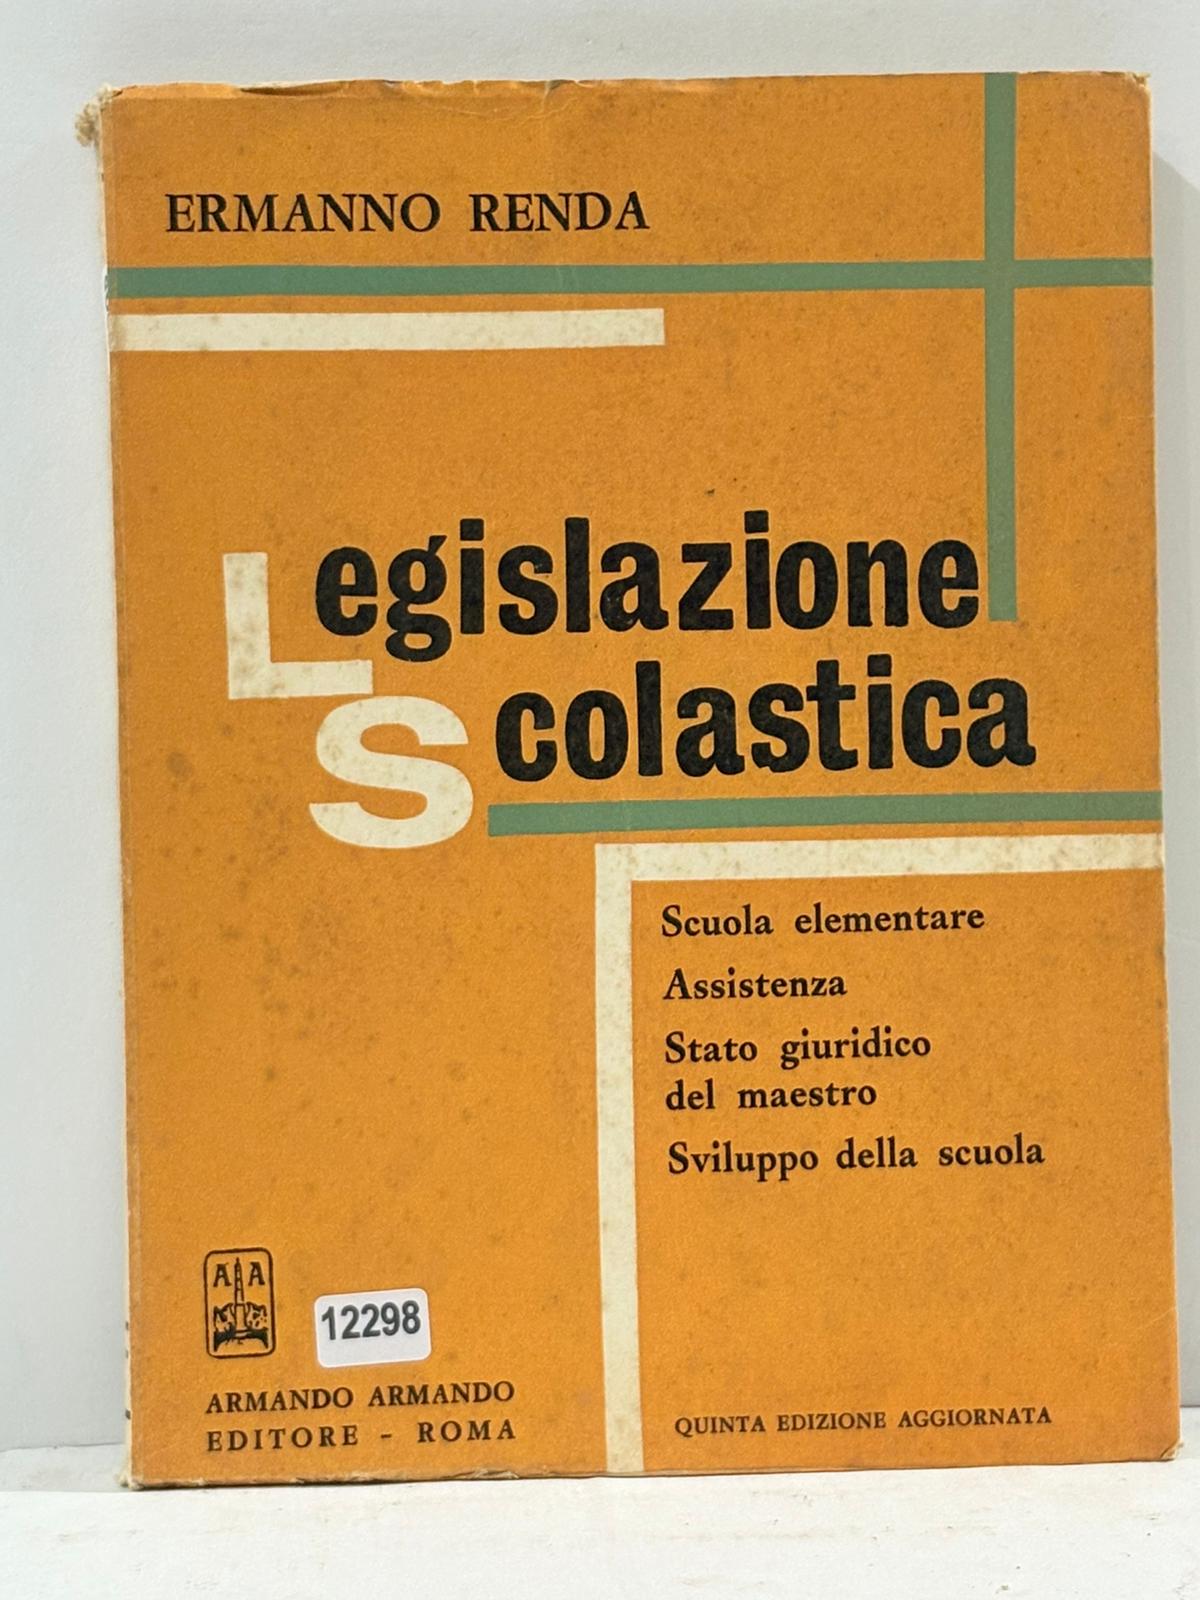 ERMANNO RENDA
Legislazione
Scolastica
Scuola elementare
Assistenza
Stato giuridico
del maestro
Sviluppo della scuola
A A
12298
ARMANDO ARMANDO
EDITORE - ROMA
QUINTA EDIZIONE AGGIORNATA